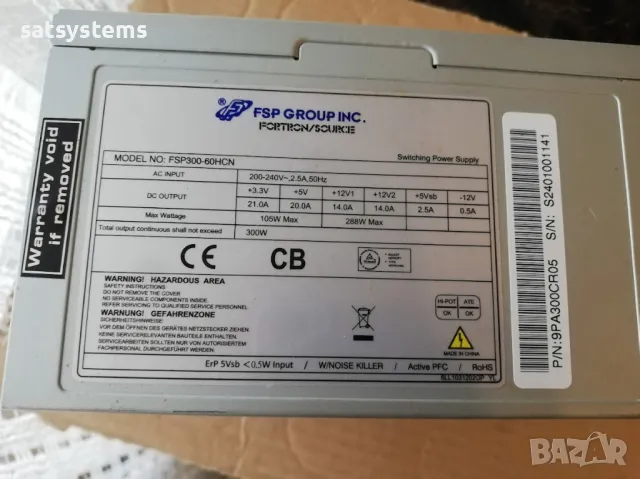 satsystems
FSP GROUP INC.
FORTRON/SOURCE
MODEL NO: FSP300-60HCN
Switching Power Supply
AC INPUT 200-240V~,2.5A,50Hz
DC OUTPUT +3.3V +5V +12V1 +12V2 +5Vsb -12V
21.0A 20.0A 14.0A 14.0A 2.5A 0.5A
Max Wattage 105W Max 288W Max
Total output continuous shall not exceed 300W
CE CB
WARNING! HAZARDOUS AREA
SAFETY INSTRUCTIONS
DO NOT REMOVE THE COVER
NO SERVICEABLE COMPONENTS INSIDE
REFER SERVICING TO QUALIFIED SERVICE PERSONNEL
WARNUNG! GEFAHRENZONE
SICHERHEITSHINWEIS
VOR DEM ÖFFNEN DES GERÄTES NETZSTECKER ZIEHEN
KEINE SERVICERELEVANTEN BAUTEILE ENTHALTEN
SERVICEARBEITEN SOLLTEN NUR VON AUTORISIERTEM
FACHPERSONAL DURCHGEFÜHRT WERDEN
HI-POT ATE
OK OK
MADE IN CHINA
ErP 5Vsb <0.5W Input / W/NOISE KILLER / Active PFC / RoHS
Warranty void
if removed
S/N: S2401001141
P/N:9PA300CR05
BAZAR